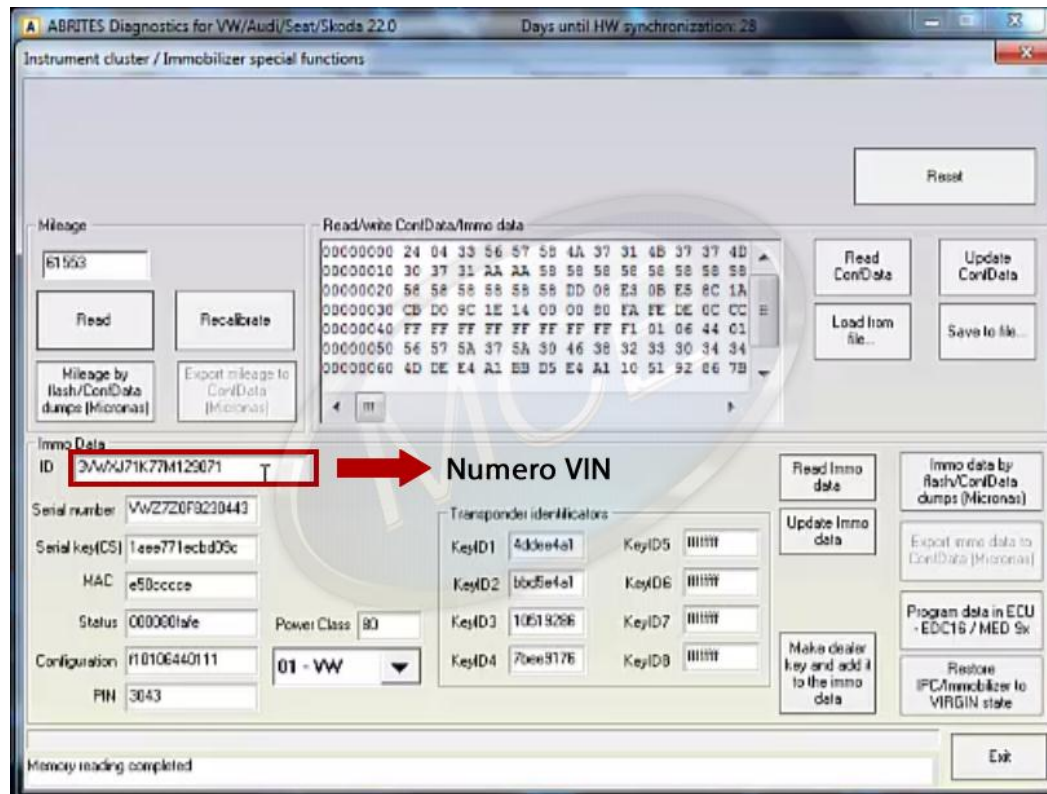 ABRITES Diagnostics for VW/Audi/Seat/Skoda 22.0 Days until HW synchronization: 28
Instrument cluster / Immobilizer special functions
Reset
Mileage
61553
Read
Recalibrate
Mileage by
flash/ConfData
dumps (Micronas)
Export mileage to
ConfData
(Micronas)
Read/write ConfData/Immo data
00000000 24 04 33 56 57 58 4A 37 31 4B 37 37 4D
00000010 30 37 31 AA AA 58 58 58 58 58 58 58 58
00000020 58 58 58 58 58 58 DD 08 E3 0B E5 8C 1A
00000030 CB D0 9C 1E 14 00 00 80 FA FE DE 0C CC
00000040 FF FF FF FF FF FF FF FF F1 01 06 44 01
00000050 56 57 5A 37 5A 30 46 38 32 33 30 34 34
00000060 4D DE E4 A1 BB D5 E4 A1 10 51 92 86 7B
Read
ConfData
Update
ConfData
Load from
file...
Save to file...
Immo Data
ID 3VWXJ71K77M129071
Numero VIN
Serial number VWZ7Z0F8230443
Serial key(CS) 1aee771ecbd09c
MAC e50cccce
Status 000080fafe
Power Class 80
Configuration f10106440111
01 - VW
PIN 3043
Transponder identificators
KeyID1 4ddee4a1
KeyID2 bbd5e4a1
KeyID3 10519286
KeyID4 7bee9176
KeyID5 ffffffff
KeyID6 ffffffff
KeyID7 ffffffff
KeyID8 ffffffff
Read Immo
data
Update Immo
data
Make dealer
key and add it
to the immo
data
Immo data by
flash/ConfData
dumps (Micronas)
Export immo data to
ConfData (Micronas)
Program data in ECU
- EDC16 / MED 9x
Restore
IPC/Immobilizer to
VIRGIN state
Memory reading completed
Exit